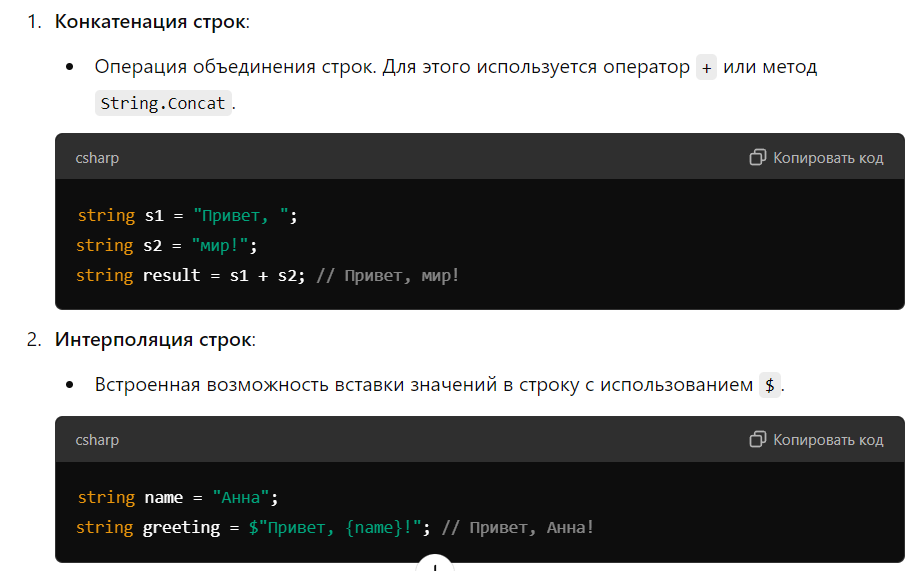 1. Конкатенация строк:
• Операция объединения строк. Для этого используется оператор + или метод
String.Concat.
csharp Копировать код
string s1 = "Привет, ";
string s2 = "мир!";
string result = s1 + s2; // Привет, мир!
2. Интерполяция строк:
• Встроенная возможность вставки значений в строку с использованием $.
csharp Копировать код
string name = "Анна";
string greeting = $"Привет, {name}!"; // Привет, Анна!